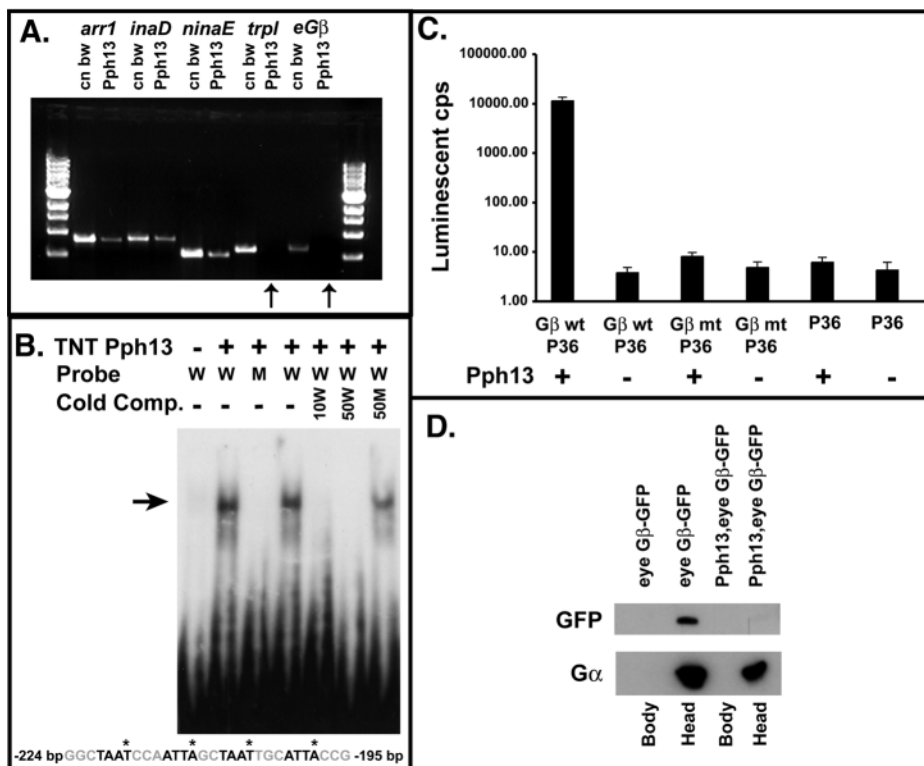 A.
arr1 inaD ninaE trpl eGβ
cn bw Pph13 cn bw Pph13 cn bw Pph13 cn bw Pph13 cn bw Pph13
B.
TNT Pph13 - + + + + + +
Probe W W M W W W W
Cold Comp. - - - - 10W 50W 50M
-224 bp GGCTAATCCAATTAGCTAATTGCATTACCG -195 bp
* * * *
C.
Luminescent cps
100000.00
10000.00
1000.00
100.00
10.00
1.00
Gβ wt Gβ wt Gβ mt Gβ mt P36 P36
P36 P36 P36 P36
Pph13 + - + - + -
D.
eye Gβ-GFP
eye Gβ-GFP
Pph13,eye Gβ-GFP
Pph13,eye Gβ-GFP
GFP
Gα
Body Head Body Head